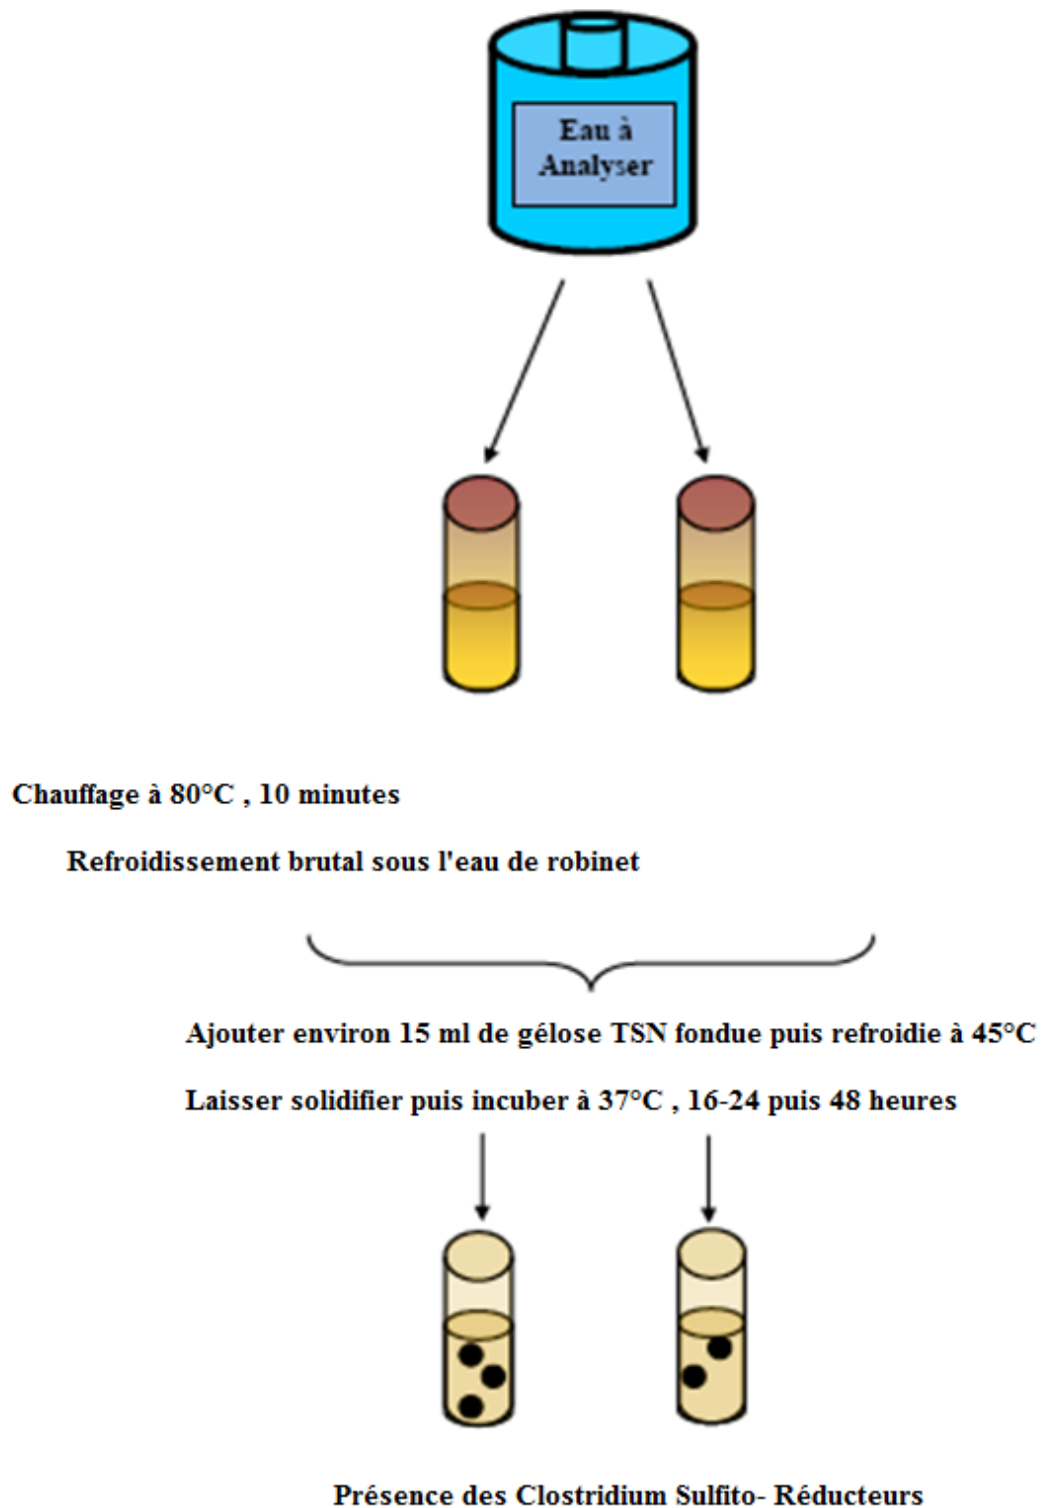 Eau à
Analyser
Chauffage à 80°C , 10 minutes
Refroidissement brutal sous l'eau de robinet
Ajouter environ 15 ml de gélose TSN fondue puis refroidie à 45°C
Laisser solidifier puis incuber à 37°C , 16-24 puis 48 heures
Présence des Clostridium Sulfito- Réducteurs